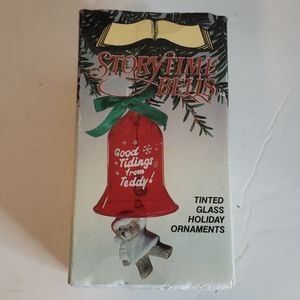 STORYTIME
BELLS
Good
Tidings
from
Teddy!
TINTED
GLASS
HOLIDAY
ORNAMENTS